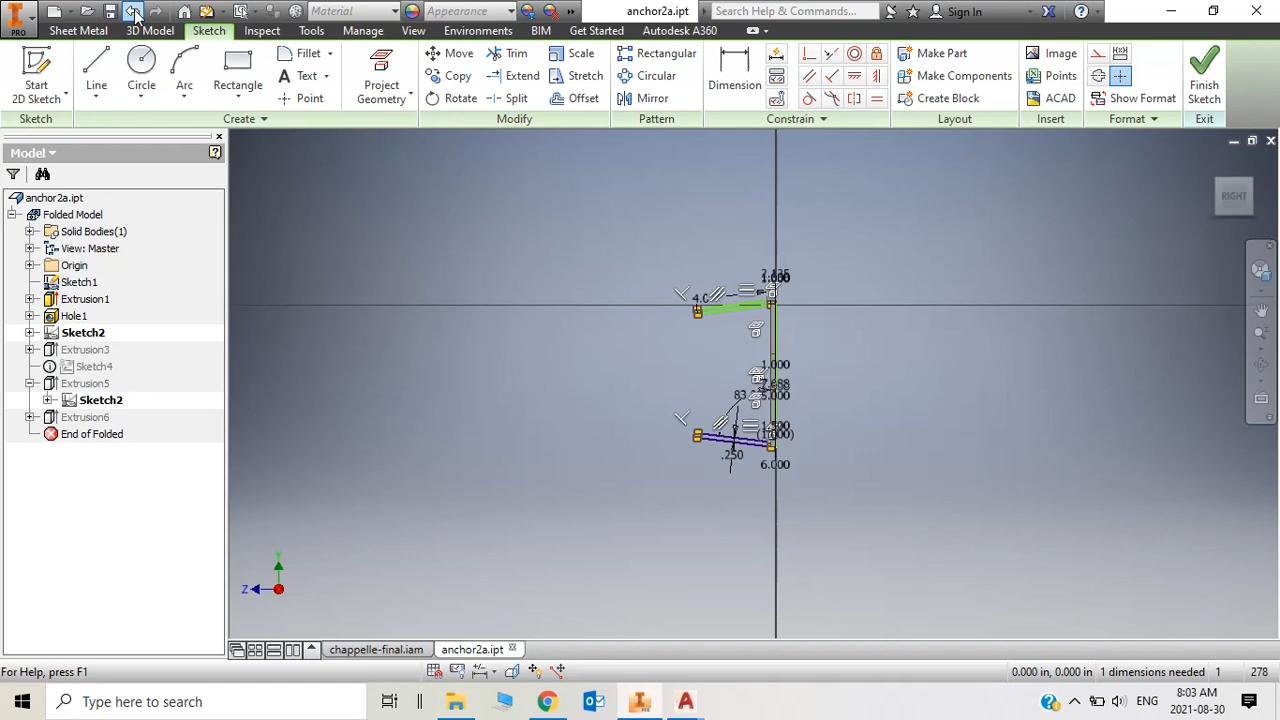 Material
Appearance
anchor2a.ipt
Search Help & Commands...
Sign In
PRO
Sheet Metal
3D Model
Sketch
Inspect
Tools
Manage
View
Environments
BIM
Get Started
Autodesk A360
Start
2D Sketch
Line
Circle
Arc
Rectangle
Fillet
Text
Point
Project
Geometry
Move
Copy
Rotate
Trim
Extend
Split
Scale
Stretch
Offset
Rectangular
Circular
Mirror
Dimension
Make Part
Make Components
Create Block
Image
Points
ACAD
Show Format
Finish
Sketch
Sketch
Create
Modify
Pattern
Constrain
Layout
Insert
Format
Exit
Model
anchor2a.ipt
Folded Model
Solid Bodies(1)
View: Master
Origin
Sketch1
Extrusion1
Hole1
Sketch2
Extrusion3
Sketch4
Extrusion5
Sketch2
Extrusion6
End of Folded
RIGHT
4.0
1.000
5.000
83.
.250
6.000
Y
Z
chappelle-final.iam
anchor2a.ipt
For Help, press F1
0.000 in, 0.000 in
1 dimensions needed
1
278
Type here to search
ENG
8:03 AM
2021-08-30